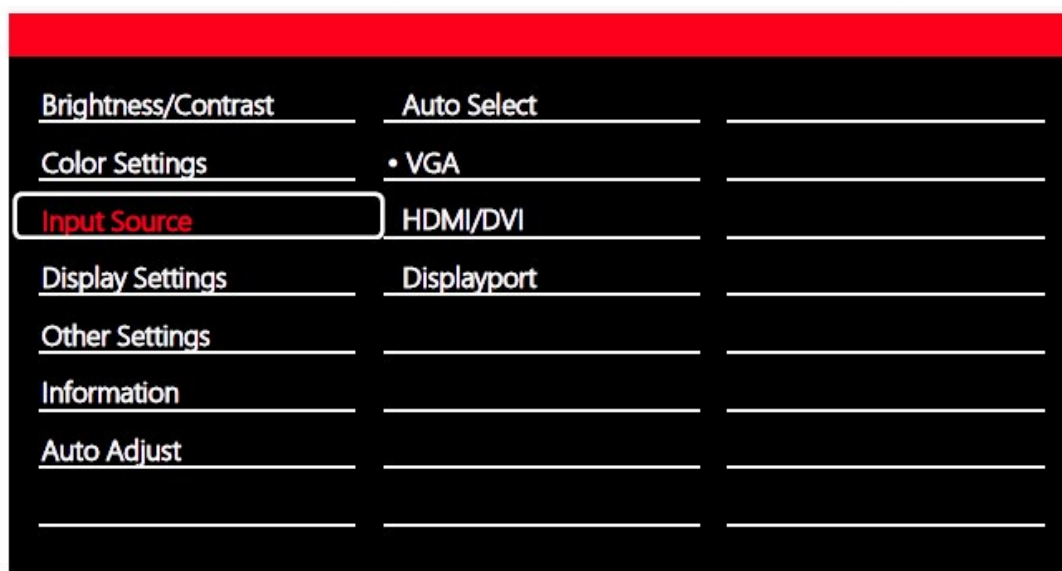 Brightness/Contrast
Auto Select
Color Settings
• VGA
Input Source
HDMI/DVI
Display Settings
Displayport
Other Settings
Information
Auto Adjust